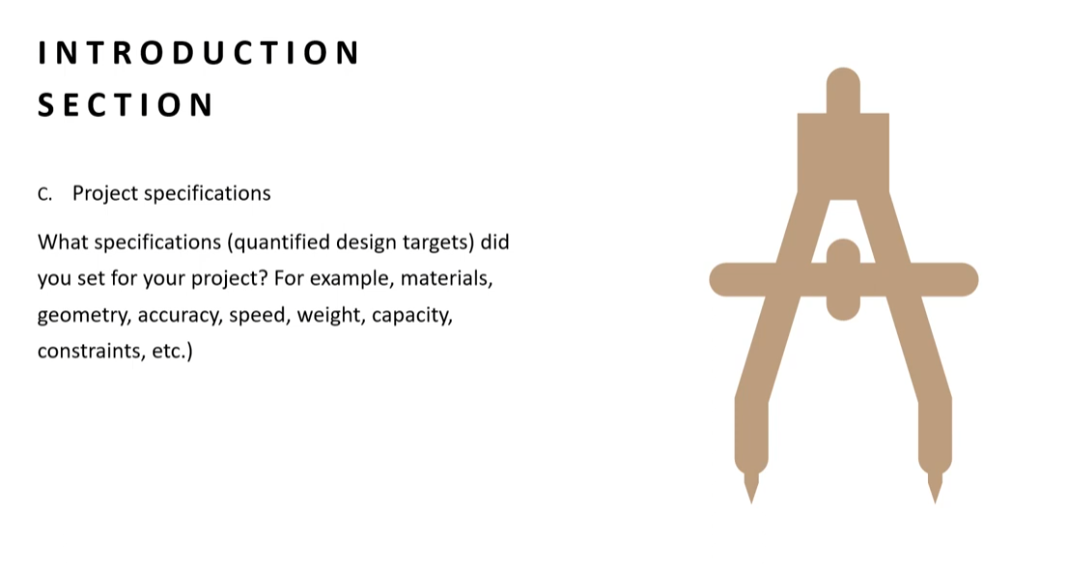 INTRODUCTION
SECTION
C. Project specifications
What specifications (quantified design targets) did
you set for your project? For example, materials,
geometry, accuracy, speed, weight, capacity,
constraints, etc.)